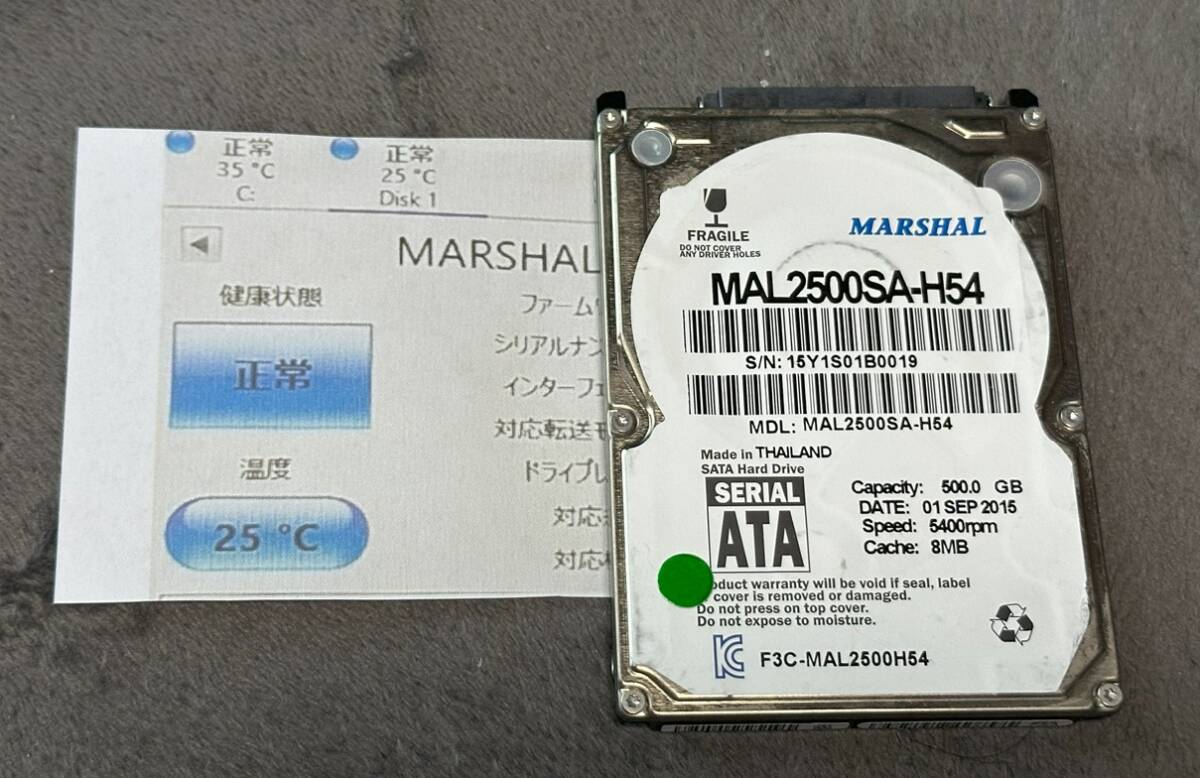 正常
35 °C
C:
正常
25 °C
Disk 1
MARSHAL
健康状態
正常
温度
25 °C
ファーム
シリアルナン
インターフェ
対応転送モ
ドライブレ
対応
対応
FRAGILE
DO NOT COVER
ANY DRIVER HOLES
MARSHAL
MAL2500SA-H54
S/N: 15Y1S01B0019
MDL: MAL2500SA-H54
Made in THAILAND
SATA Hard Drive
SERIAL
ATA
Capacity: 500.0 GB
DATE: 01 SEP 2015
Speed: 5400rpm
Cache: 8MB
oduct warranty will be void if seal, label
cover is removed or damaged.
Do not press on top cover.
Do not expose to moisture.
F3C-MAL2500H54